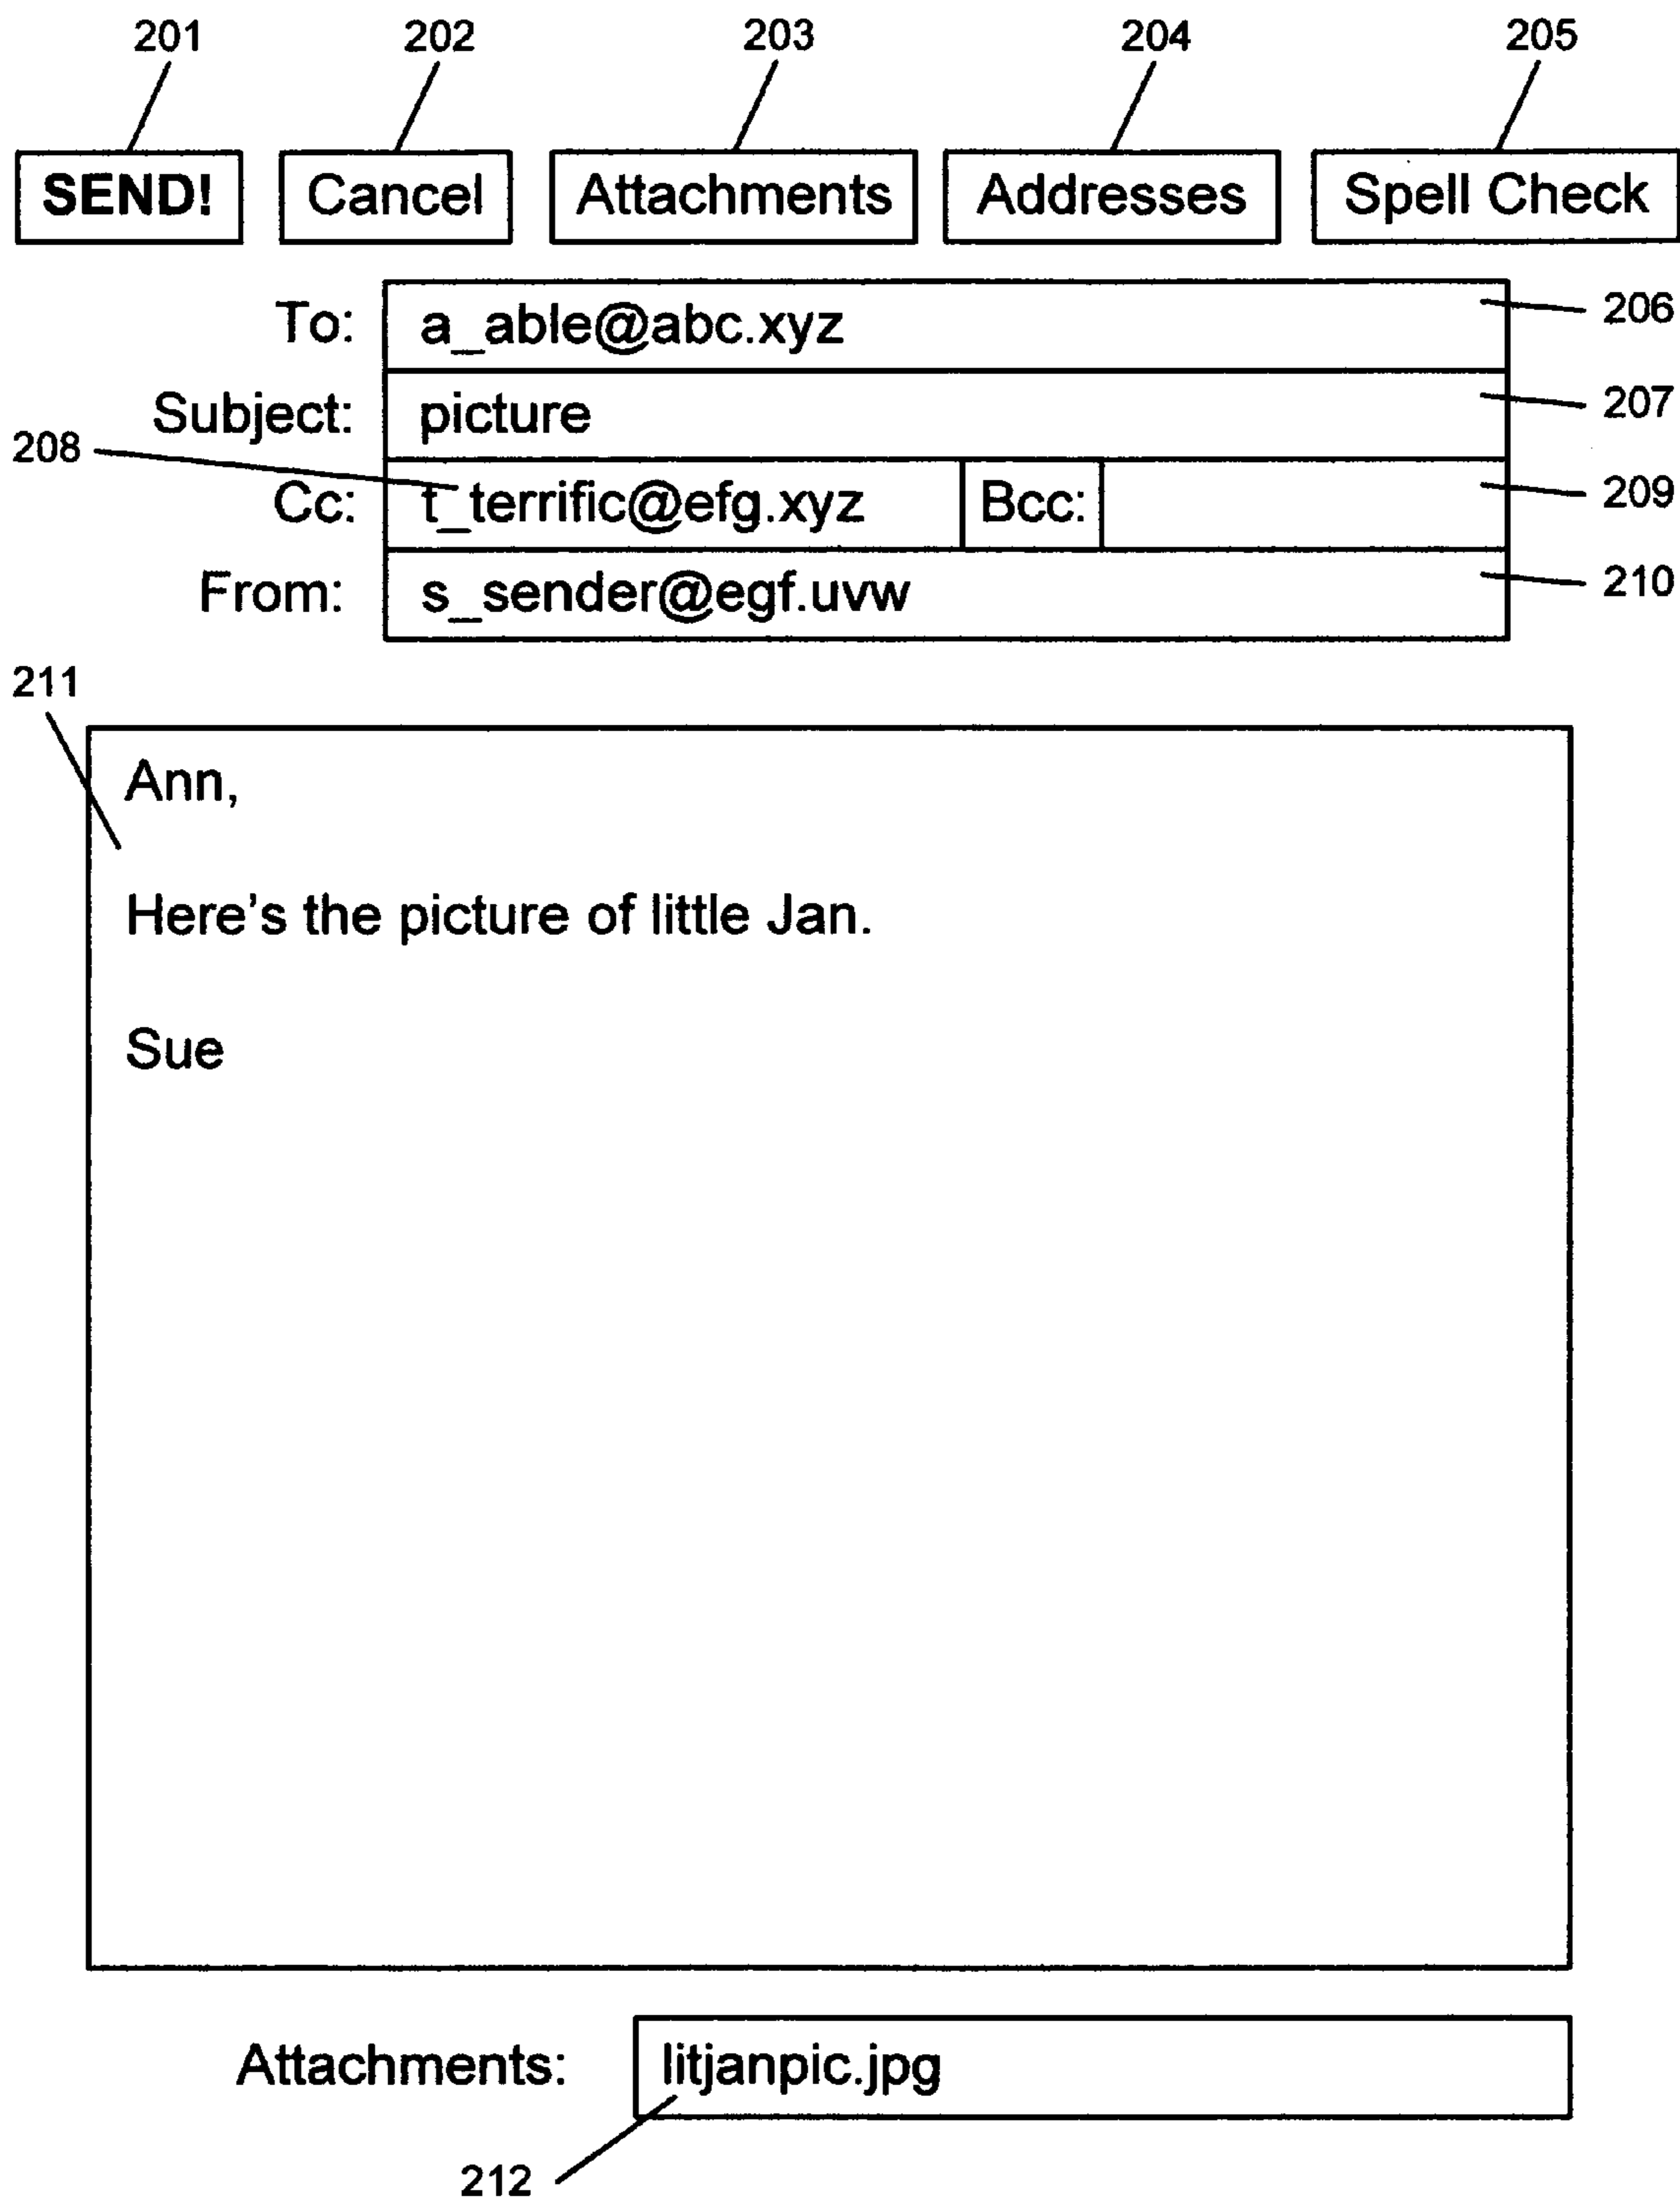 201 202 203 204 205
SEND! Cancel Attachments Addresses Spell Check
To: a_able@abc.xyz 206
Subject: picture 207
208
Cc: t_terrific@efg.xyz Bcc: 209
From: s_sender@egf.uvw 210
211
Ann,
Here's the picture of little Jan.
Sue
Attachments: litjanpic.jpg
212